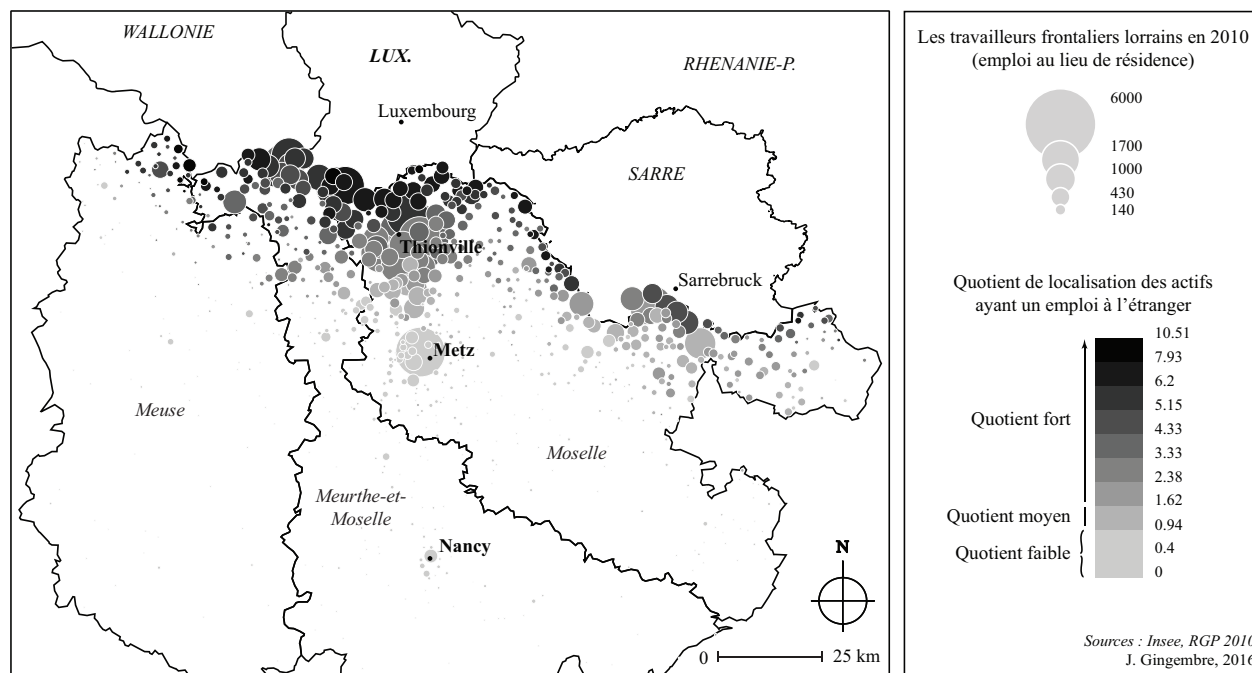 WALLONIE
LUX.
RHENANIE-P.
Luxembourg
SARRE
Thionville
Sarrebruck
Metz
Meuse
Moselle
Meurthe-et-
Moselle
Nancy
N
0
25 km
Les travailleurs frontaliers lorrains en 2010
(emploi au lieu de résidence)
6000
1700
1000
430
140
Quotient de localisation des actifs
ayant un emploi à l’étranger
10.51
7.93
6.2
5.15
4.33
3.33
2.38
1.62
0.94
0.4
0
Quotient fort
Quotient moyen
Quotient faible
Sources : Insee, RGP 2010
J. Gingembre, 2016